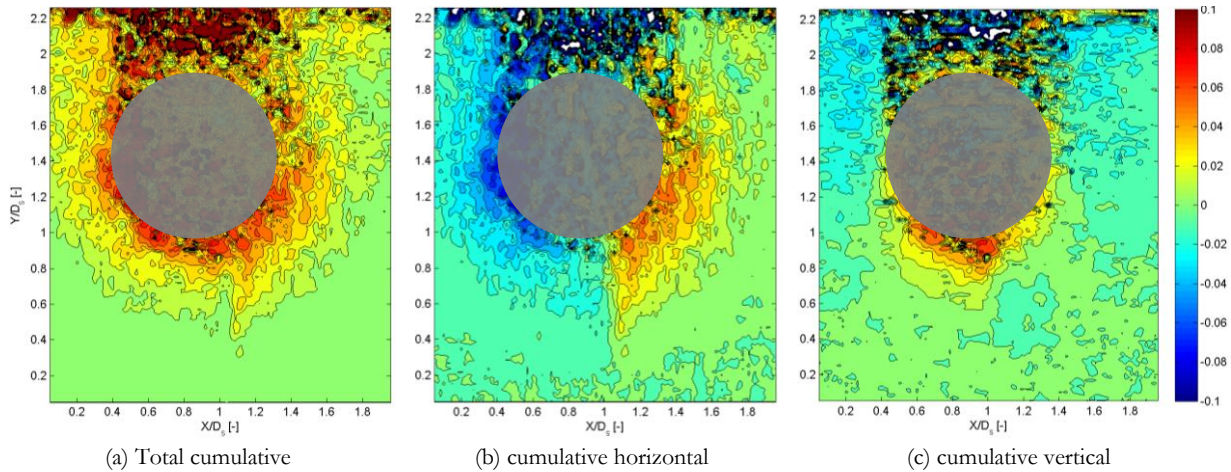 2.2 2.2 2.2 0.1
2 2 2 0.08
1.8 1.8 1.8 0.06
1.6 1.6 1.6 0.04
Y/Ds [-] 1.4 1.4 1.4 0.02
1.2 1.2 1.2 0
1 1 1 -0.02
0.8 0.8 0.8 -0.04
0.6 0.6 0.6 -0.06
0.4 0.4 0.4 -0.08
0.2 0.2 0.2 -0.1
0.2 0.4 0.6 0.8 1 1.2 1.4 1.6 1.8 0.2 0.4 0.6 0.8 1 1.2 1.4 1.6 1.8 0.2 0.4 0.6 0.8 1 1.2 1.4 1.6 1.8
X/Ds [-] X/Ds [-] X/Ds [-]
(a) Total cumulative (b) cumulative horizontal (c) cumulative vertical